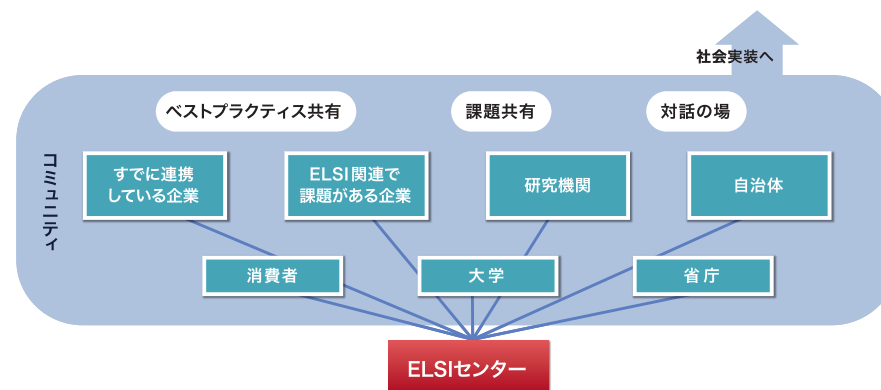 社会実装へ
ベストプラクティス共有
課題共有
対話の場
コミュニティ
すでに連携
している企業
ELSI関連で
課題がある企業
研究機関
自治体
消費者
大学
省庁
ELSIセンター